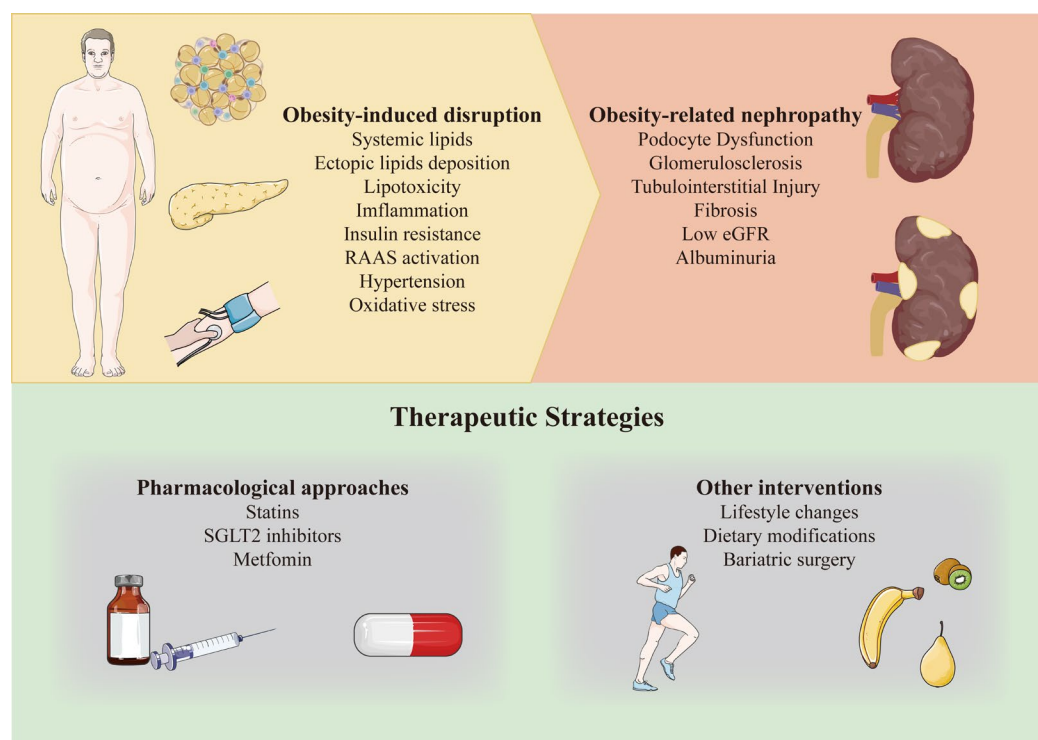 Obesity-induced disruption
Systemic lipids
Ectopic lipids deposition
Lipotoxicity
Imflammation
Insulin resistance
RAAS activation
Hypertension
Oxidative stress
Obesity-related nephropathy
Podocyte Dysfunction
Glomerulosclerosis
Tubulointerstitial Injury
Fibrosis
Low eGFR
Albuminuria
Therapeutic Strategies
Pharmacological approaches
Statins
SGLT2 inhibitors
Metfomin
Other interventions
Lifestyle changes
Dietary modifications
Bariatric surgery